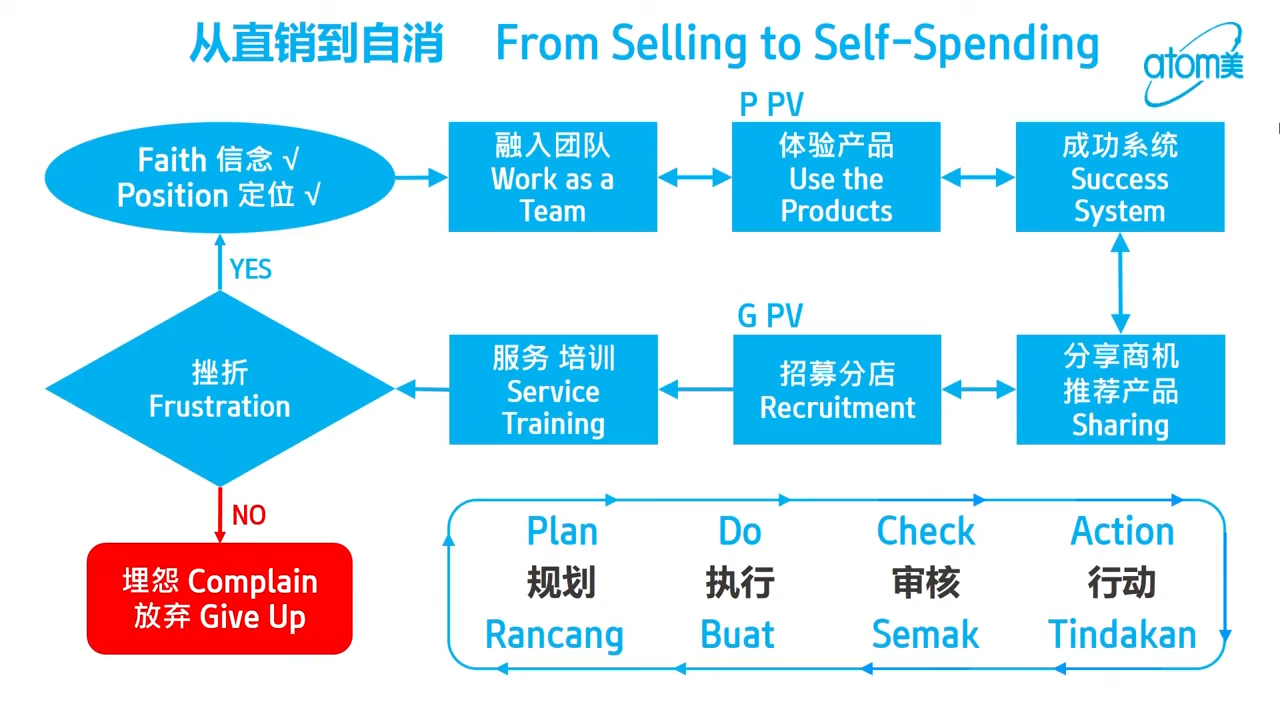 从直销到自消 From Selling to Self-Spending
atom美
Faith 信念 √
Position 定位 √
融入团队
Work as a
Team
P PV
体验产品
Use the
Products
成功系统
Success
System
YES
挫折
Frustration
服务 培训
Service
Training
G PV
招募分店
Recruitment
分享商机
推荐产品
Sharing
NO
埋怨 Complain
放弃 Give Up
Plan Do Check Action
规划 执行 审核 行动
Rancang Buat Semak Tindakan